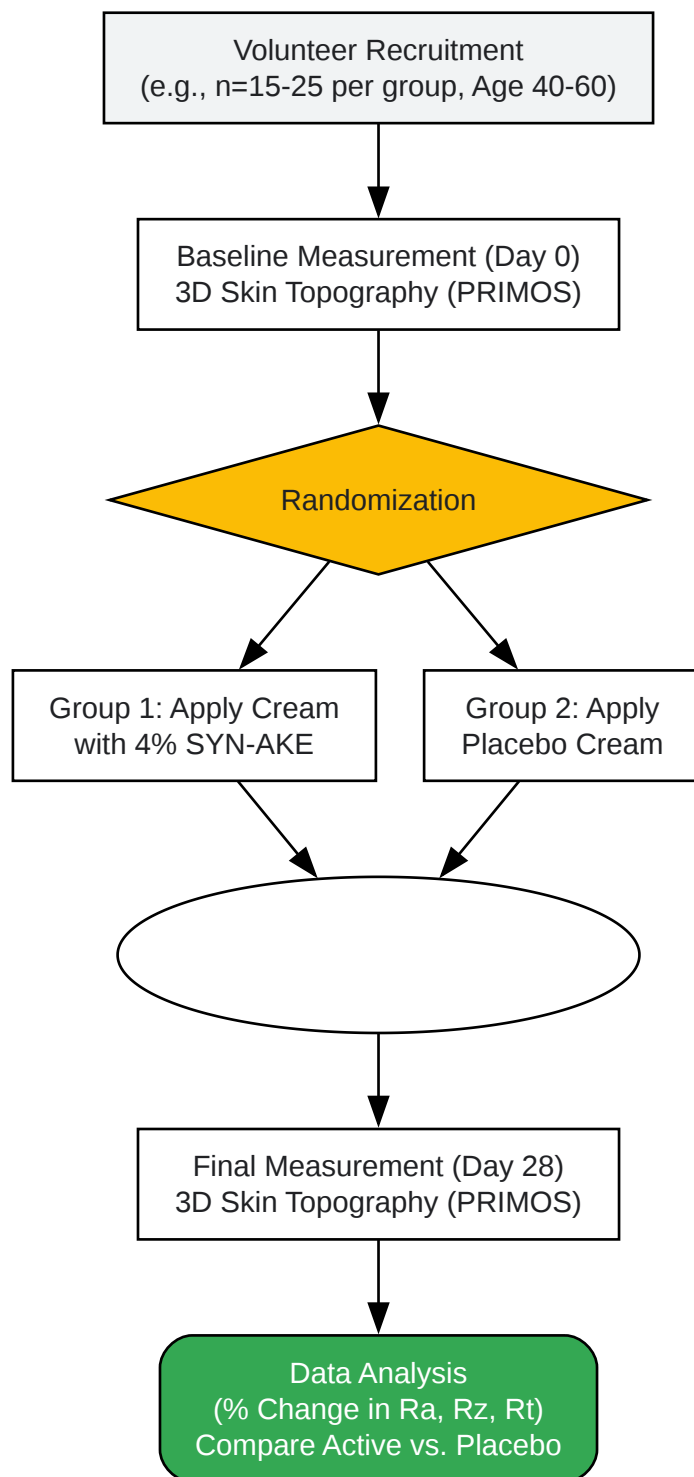 Volunteer Recruitment
(e.g., n=15-25 per group, Age 40-60)
Baseline Measurement (Day 0)
3D Skin Topography (PRIMOS)
Randomization
Group 1: Apply Cream
with 4% SYN-AKE
Group 2: Apply
Placebo Cream
Final Measurement (Day 28)
3D Skin Topography (PRIMOS)
Data Analysis
(% Change in Ra, Rz, Rt)
Compare Active vs. Placebo